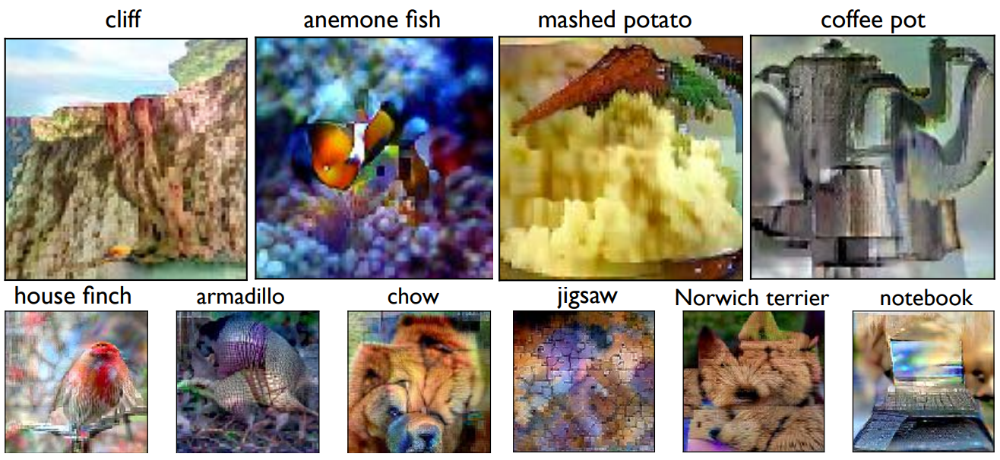 cliff anemone fish mashed potato coffee pot
house finch armadillo chow jigsaw Norwich terrier notebook